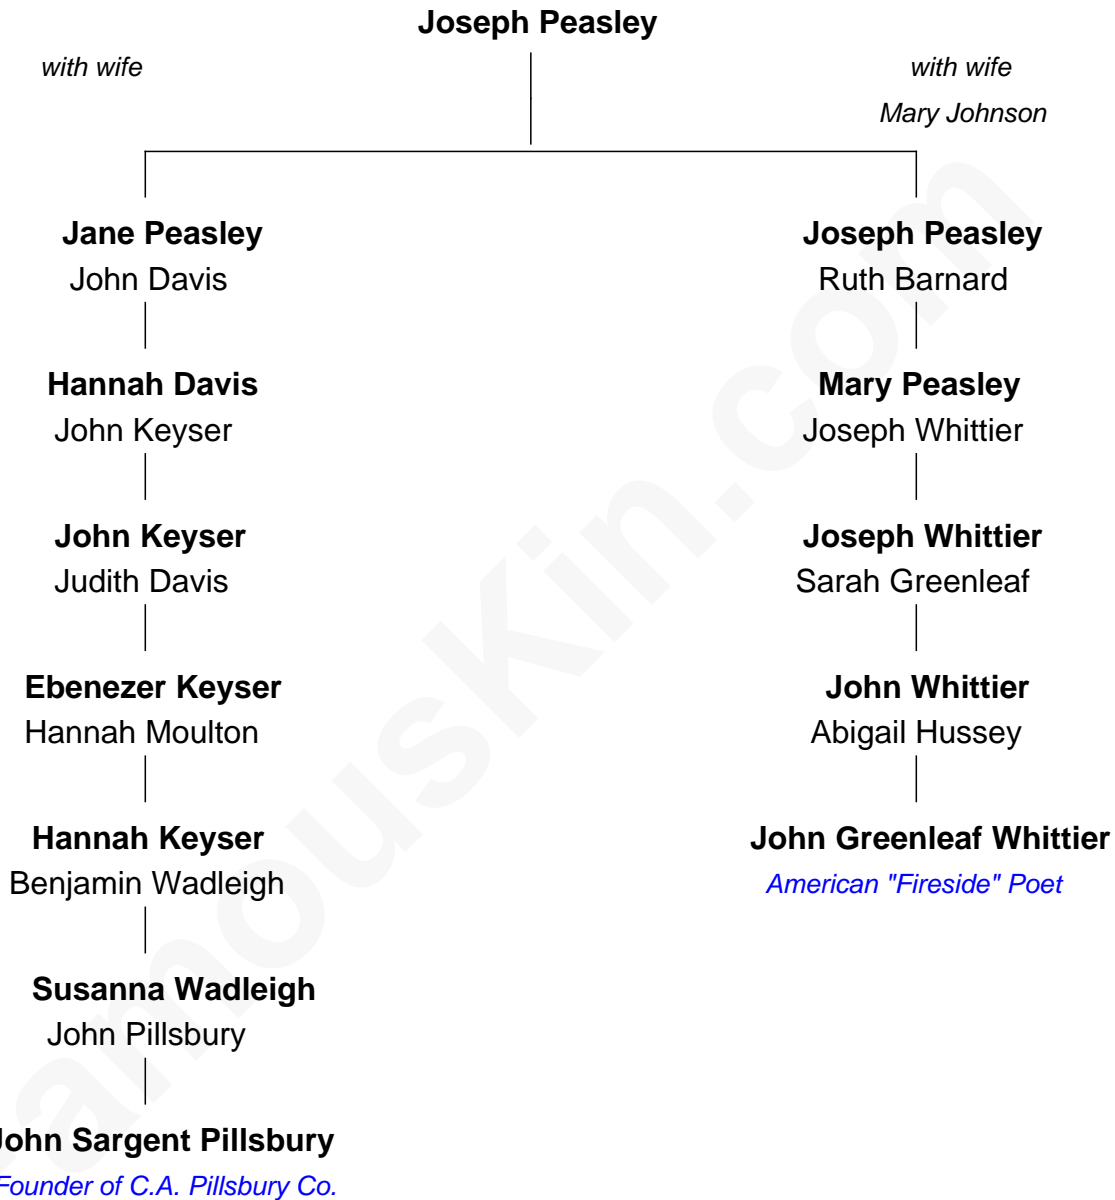 Joseph Peasley
with wife
with wife
Mary Johnson
Jane Peasley
John Davis
Joseph Peasley
Ruth Barnard
Hannah Davis
John Keyser
Mary Peasley
Joseph Whittier
John Keyser
Judith Davis
Joseph Whittier
Sarah Greenleaf
Ebenezer Keyser
Hannah Moulton
John Whittier
Abigail Hussey
Hannah Keyser
Benjamin Wadleigh
John Greenleaf Whittier
American "Fireside" Poet
Susanna Wadleigh
John Pillsbury
John Sargent Pillsbury
Founder of C.A. Pillsbury Co.
famouskin.com